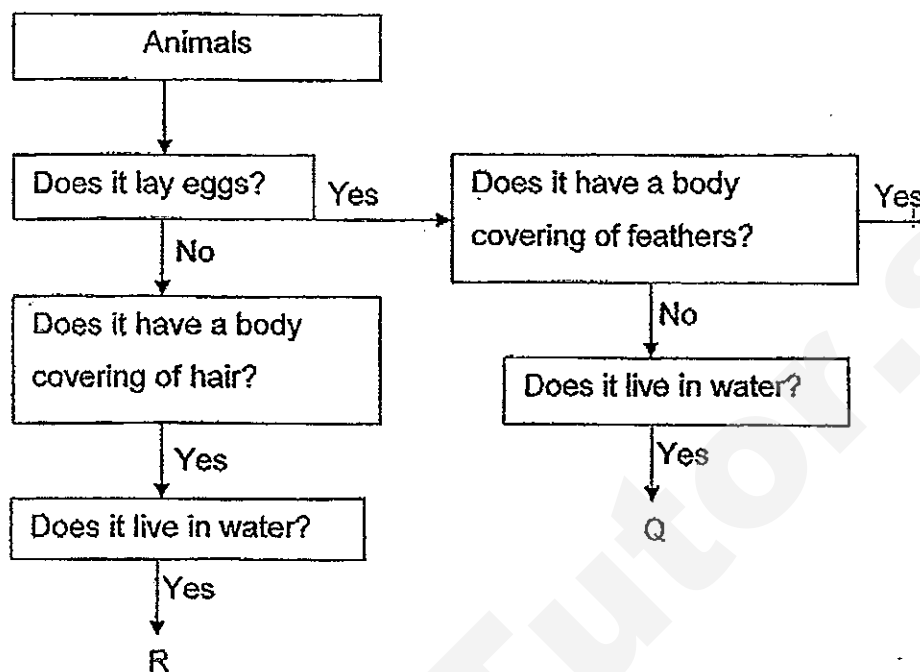 Animals
Does it lay eggs?
Yes
Does it have a body
covering of feathers?
Yes
No
Does it have a body
covering of hair?
No
Does it live in water?
Yes
Q
Yes
Does it live in water?
Yes
R